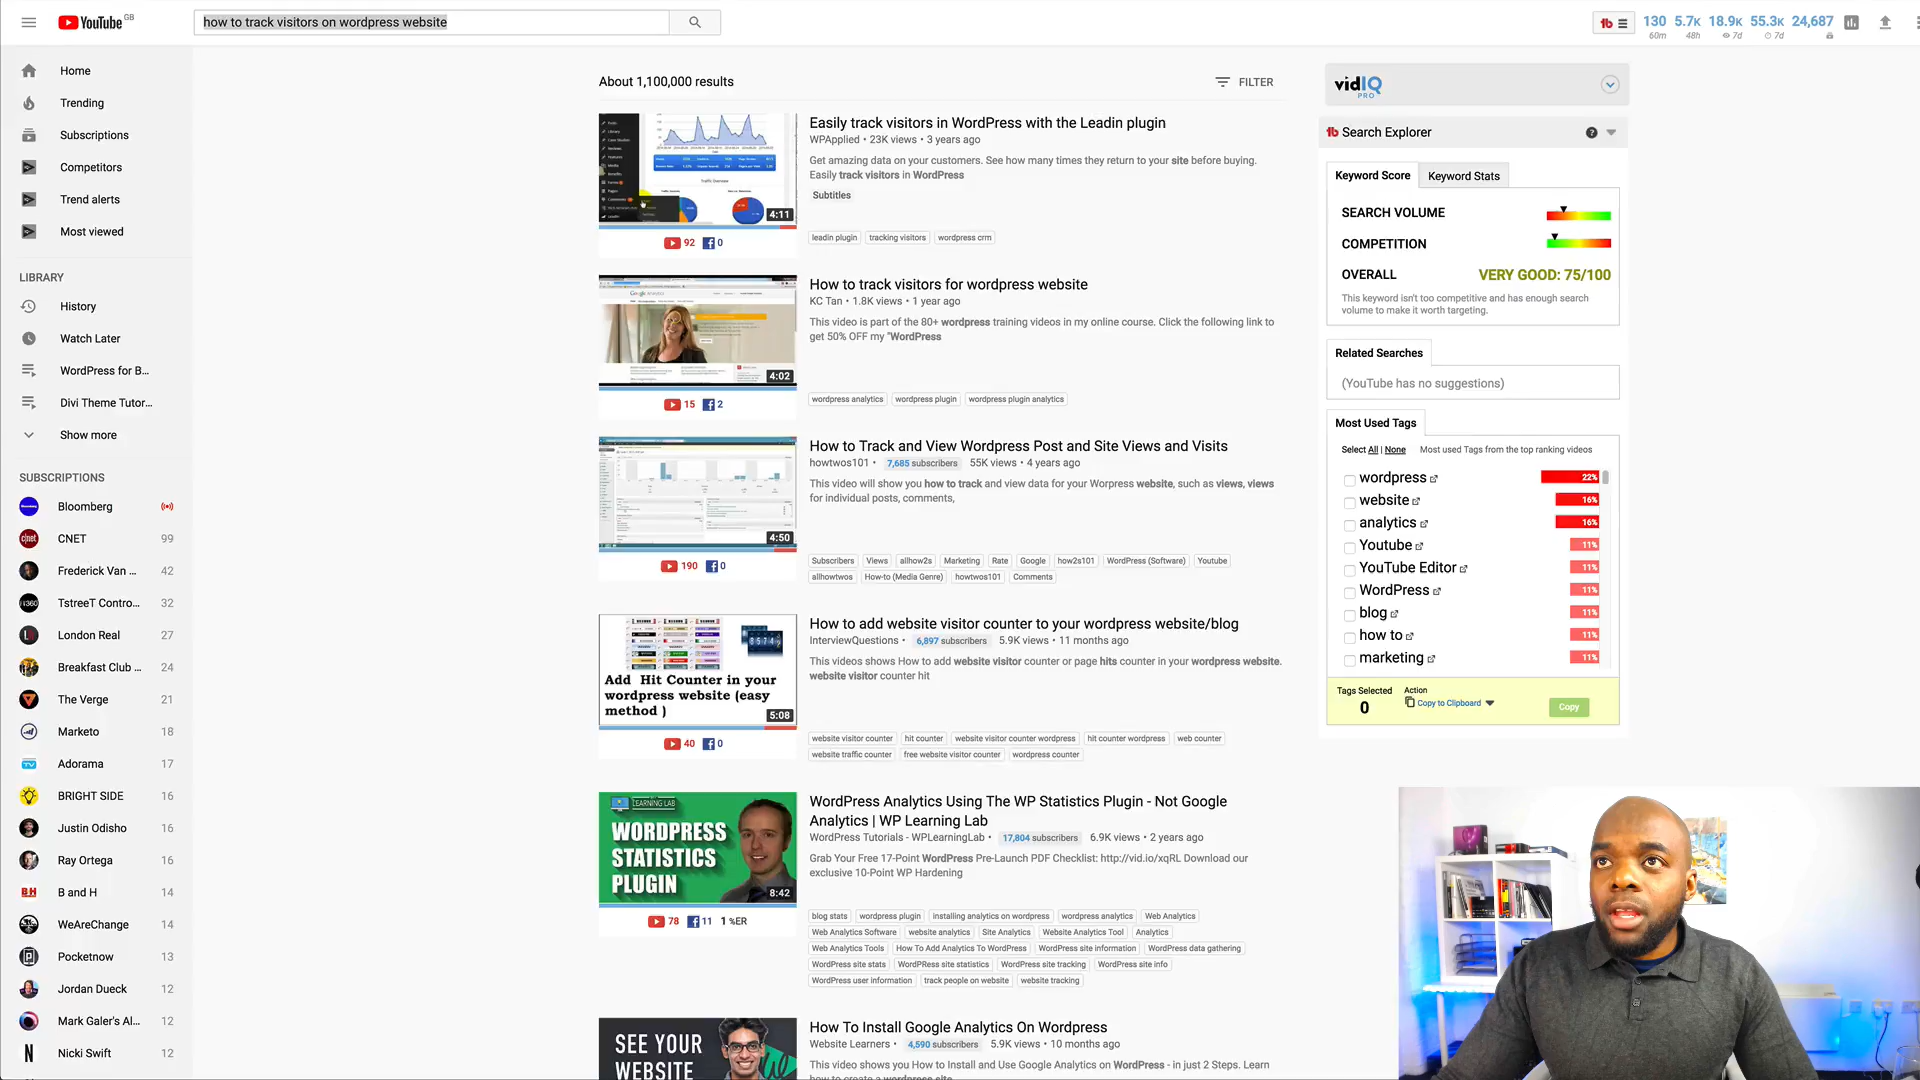 YouTube GB
how to track visitors on wordpress website
130 5.7K 18.9K 55.3K 24,687
60m 48h 7d 7d
Home
Trending
Subscriptions
Competitors
Trend alerts
Most viewed
LIBRARY
History
Watch Later
WordPress for B...
Divi Theme Tutor...
Show more
SUBSCRIPTIONS
Bloomberg
CNET 99
Frederick Van ... 42
TstreeT Contro... 32
London Real 27
Breakfast Club ... 24
The Verge 21
Marketo 18
Adorama 17
BRIGHT SIDE 16
Justin Odisho 16
Ray Ortega 16
B and H 14
WeAreChange 14
Pocketnow 13
Jordan Dueck 12
Mark Galer's Al... 12
Nicki Swift 12
About 1,100,000 results
FILTER
Easily track visitors in WordPress with the Leadin plugin
WPApplied • 23K views • 3 years ago
Get amazing data on your customers. See how many times they return to your site before buying.
Easily track visitors in WordPress
Subtitles
4:11
92 0
leadin plugin tracking visitors wordpress crm
How to track visitors for wordpress website
KC Tan • 1.8K views • 1 year ago
This video is part of the 80+ wordpress training videos in my online course. Click the following link to
get 50% OFF my "WordPress
4:02
15 2
wordpress analytics wordpress plugin wordpress plugin analytics
How to Track and View Wordpress Post and Site Views and Visits
howtwos101 • 7,685 subscribers 55K views • 4 years ago
This video will show you how to track and view data for your Worpress website, such as views, views
for individual posts, comments,
4:50
190 0
Subscribers Views allhow2s Marketing Rate Google how2s101 WordPress (Software) Youtube
allhowtwos How-to (Media Genre) howtwos101 Comments
How to add website visitor counter to your wordpress website/blog
InterviewQuestions • 6,897 subscribers 5.9K views • 11 months ago
This videos shows How to add website visitor counter or page hits counter in your wordpress website.
website visitor counter hit
Add Hit Counter in your
wordpress website (easy
method )
5:08
40 0
website visitor counter hit counter website visitor counter wordpress hit counter wordpress web counter
website traffic counter free website visitor counter wordpress counter
WordPress Analytics Using The WP Statistics Plugin - Not Google
Analytics | WP Learning Lab
WordPress Tutorials - WPLearningLab • 17,804 subscribers 6.9K views • 2 years ago
Grab Your Free 17-Point WordPress Pre-Launch PDF Checklist: http://vid.io/xqRL Download our
exclusive 10-Point WP Hardening
LEARNING LAB
WORDPRESS
STATISTICS
PLUGIN
8:42
78 11 1 %ER
blog stats wordpress plugin installing analytics on wordpress wordpress analytics Web Analytics
Web Analytics Software website analytics Site Analytics Website Analytics Tool Analytics
Web Analytics Tools How To Add Analytics To WordPress WordPress site information WordPress data gathering
WordPress site stats WordPRess site statistics WordPress site tracking WordPress site info
WordPress user information track people on website website tracking
How To Install Google Analytics On Wordpress
Website Learners • 4,590 subscribers 5.9K views • 10 months ago
This video shows you How to Install and Use Google Analytics on WordPress - in just 2 Steps. Learn
how to create a wordpress site
SEE YOUR
WEBSITE
vidIQ
PRO
Search Explorer
Keyword Score Keyword Stats
SEARCH VOLUME
COMPETITION
OVERALL VERY GOOD: 75/100
This keyword isn't too competitive and has enough search
volume to make it worth targeting.
Related Searches
(YouTube has no suggestions)
Most Used Tags
Select All | None Most used Tags from the top ranking videos
wordpress 22%
website 16%
analytics 16%
Youtube 11%
YouTube Editor 11%
WordPress 11%
blog 11%
how to 11%
marketing 11%
Tags Selected
0
Action
Copy to Clipboard
Copy